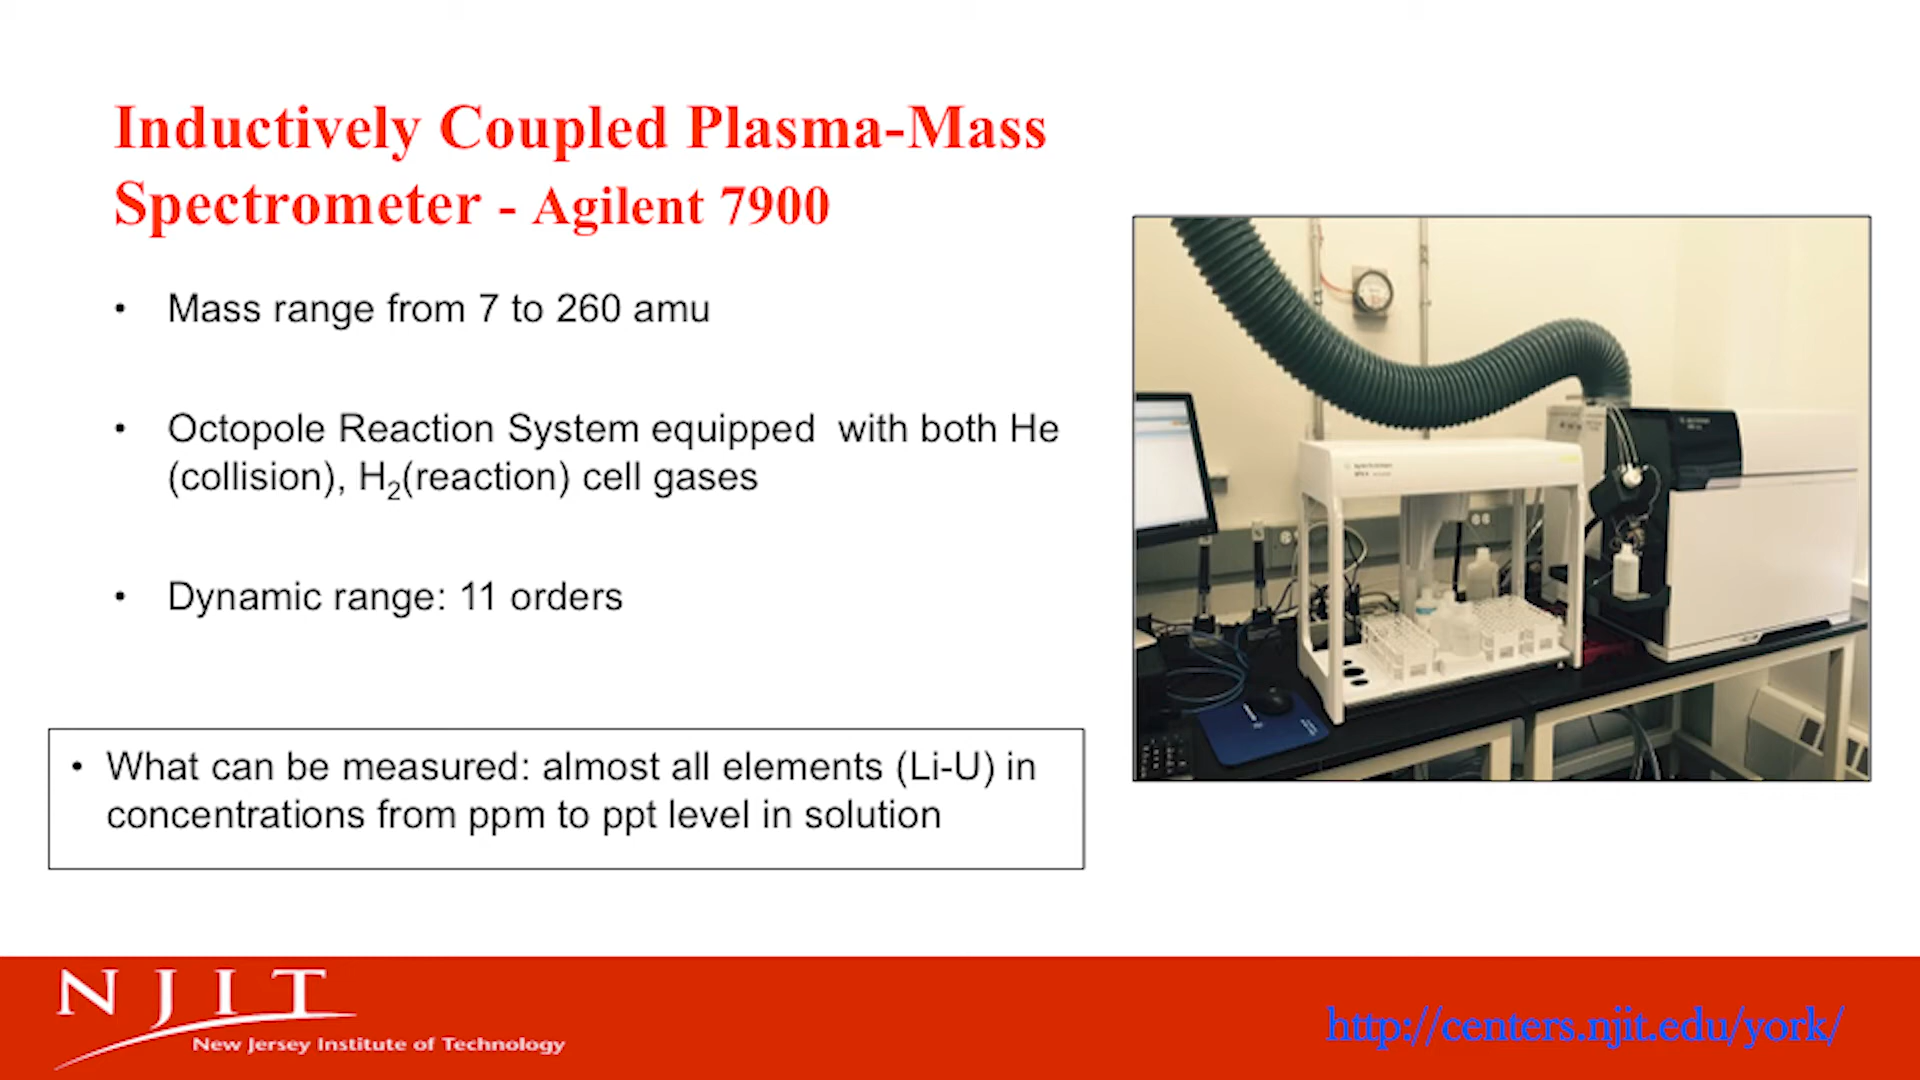 Inductively Coupled Plasma-Mass
Spectrometer - Agilent 7900
• Mass range from 7 to 260 amu
• Octopole Reaction System equipped with both He
(collision), H₂(reaction) cell gases
• Dynamic range: 11 orders
• What can be measured: almost all elements (Li-U) in
concentrations from ppm to ppt level in solution
NJIT
New Jersey Institute of Technology
http://centers.njit.edu/york/